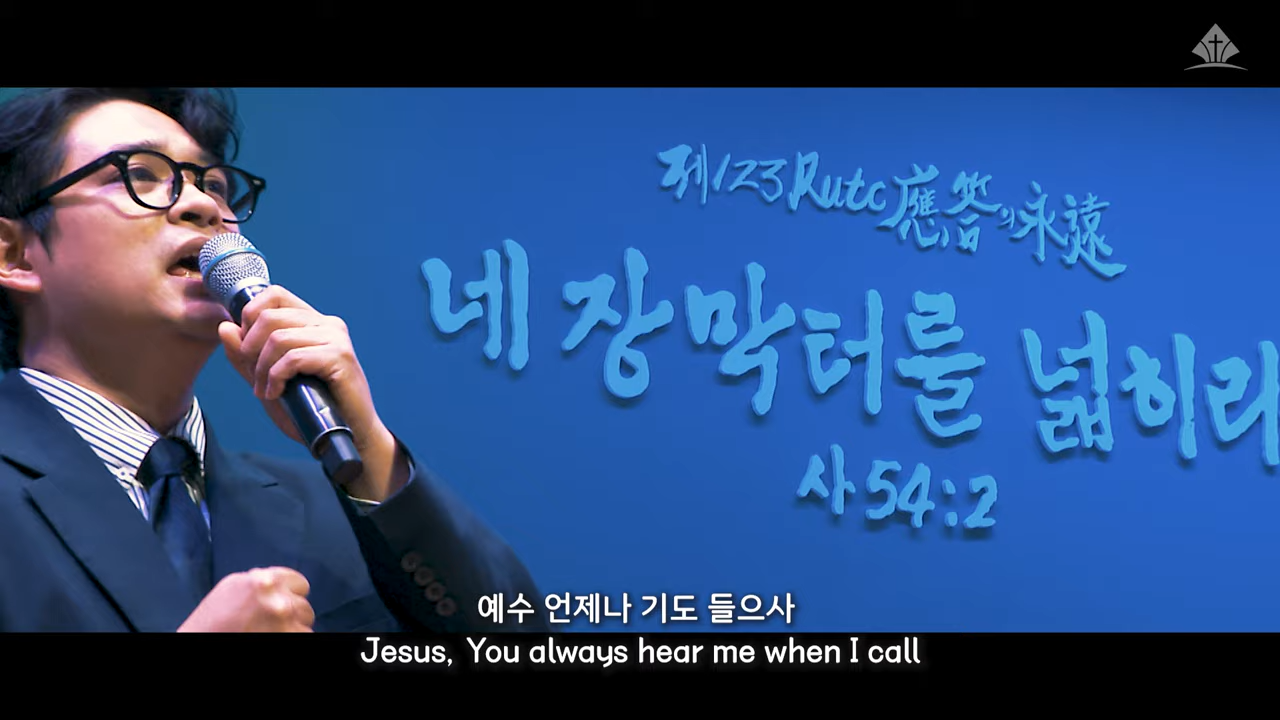 제123 Rutc 應答의 永遠
네 장막터를 넓히라
사 54:2
예수 언제나 기도 들으사
Jesus, You always hear me when I call